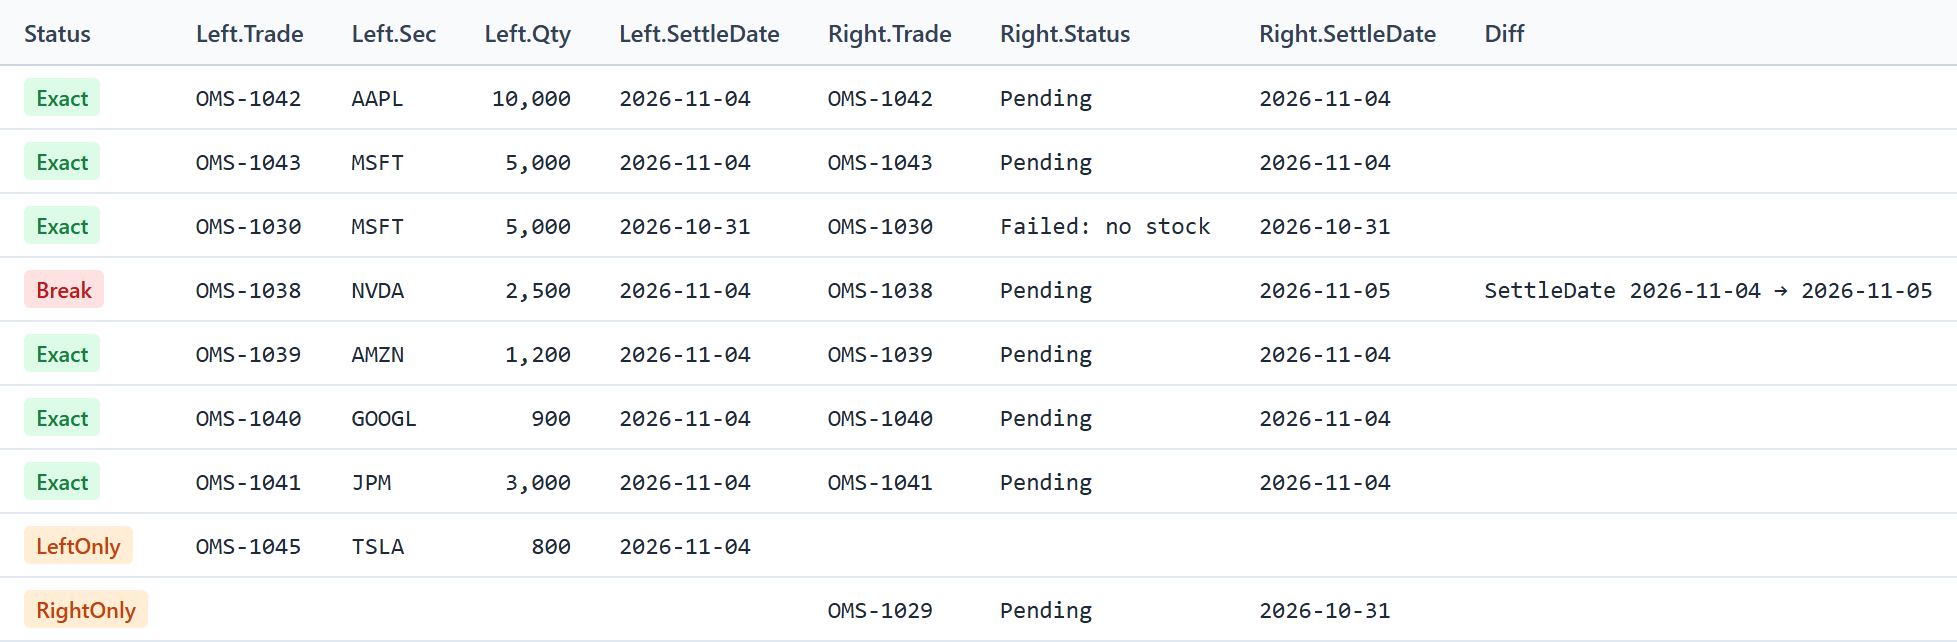 Status Left.Trade Left.Sec Left.Qty Left.SettleDate Right.Trade Right.Status Right.SettleDate Diff
Exact OMS-1042 AAPL 10,000 2026-11-04 OMS-1042 Pending 2026-11-04
Exact OMS-1043 MSFT 5,000 2026-11-04 OMS-1043 Pending 2026-11-04
Exact OMS-1030 MSFT 5,000 2026-10-31 OMS-1030 Failed: no stock 2026-10-31
Break OMS-1038 NVDA 2,500 2026-11-04 OMS-1038 Pending 2026-11-05 SettleDate 2026-11-04 → 2026-11-05
Exact OMS-1039 AMZN 1,200 2026-11-04 OMS-1039 Pending 2026-11-04
Exact OMS-1040 GOOGL 900 2026-11-04 OMS-1040 Pending 2026-11-04
Exact OMS-1041 JPM 3,000 2026-11-04 OMS-1041 Pending 2026-11-04
LeftOnly OMS-1045 TSLA 800 2026-11-04
RightOnly OMS-1029 Pending 2026-10-31